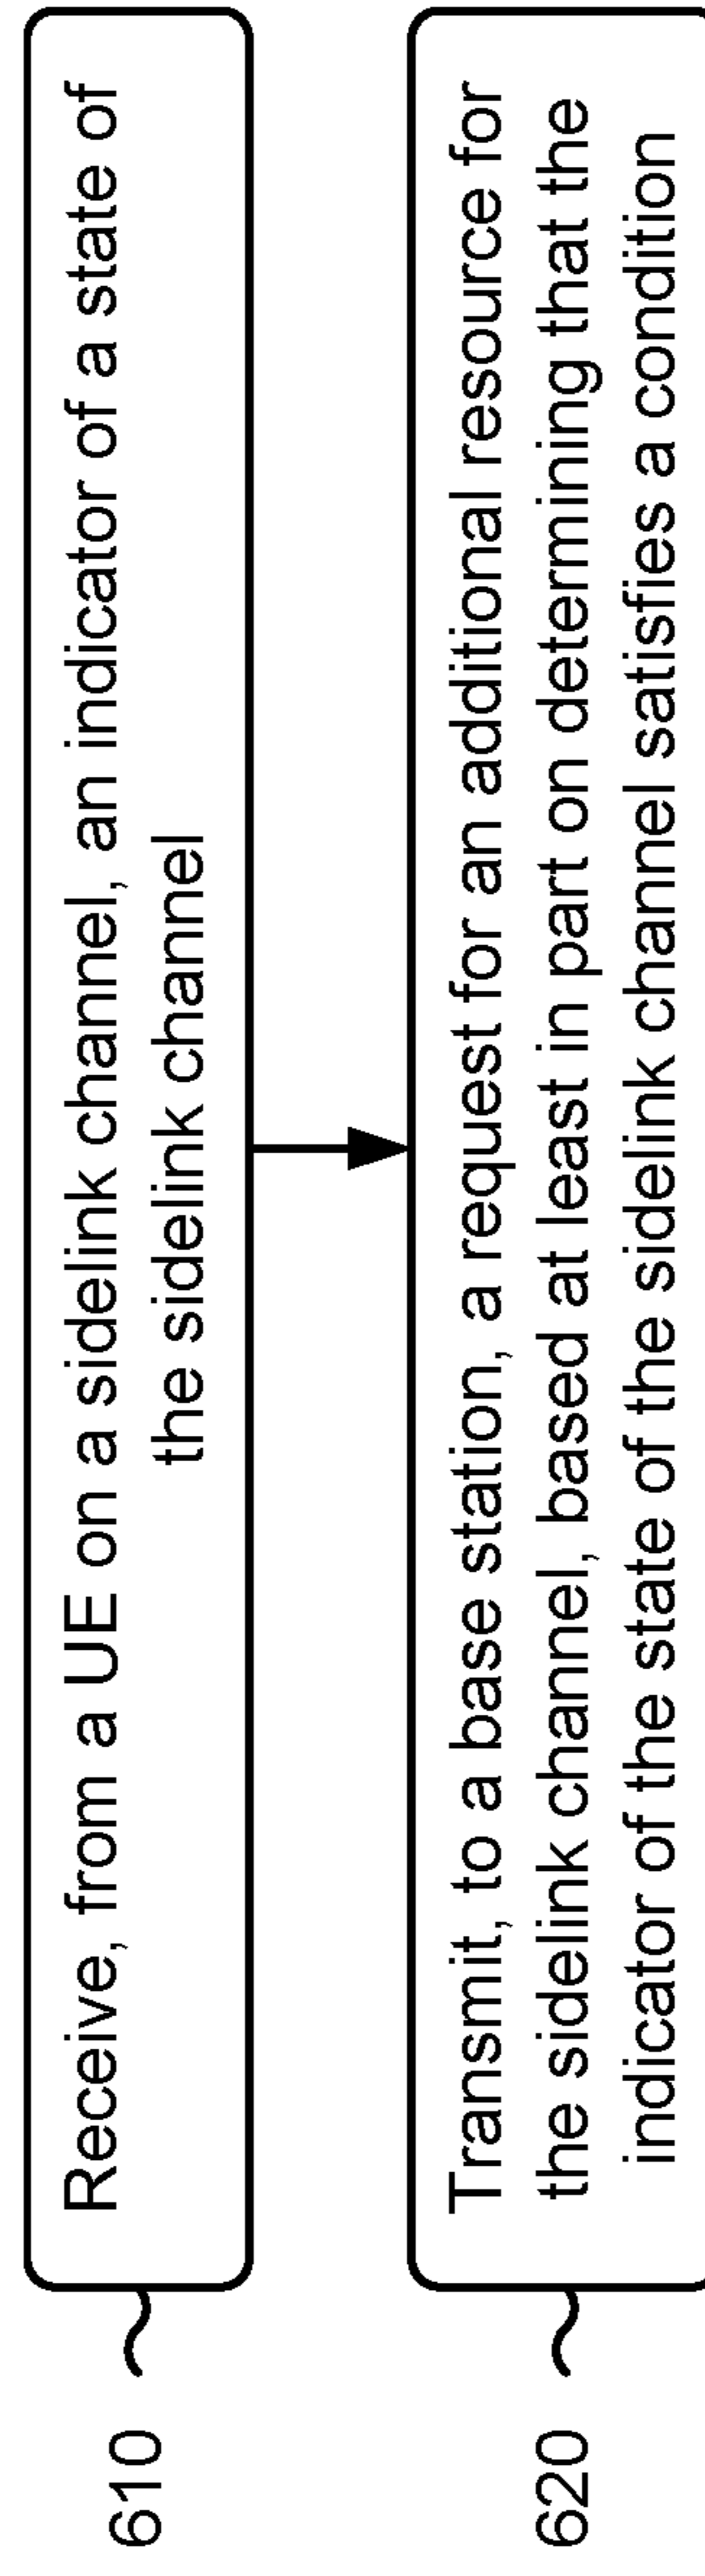 610
Receive, from a UE on a sidelink channel, an indicator of a state of
the sidelink channel
620
Transmit, to a base station, a request for an additional resource for
the sidelink channel, based at least in part on determining that the
indicator of the state of the sidelink channel satisfies a condition